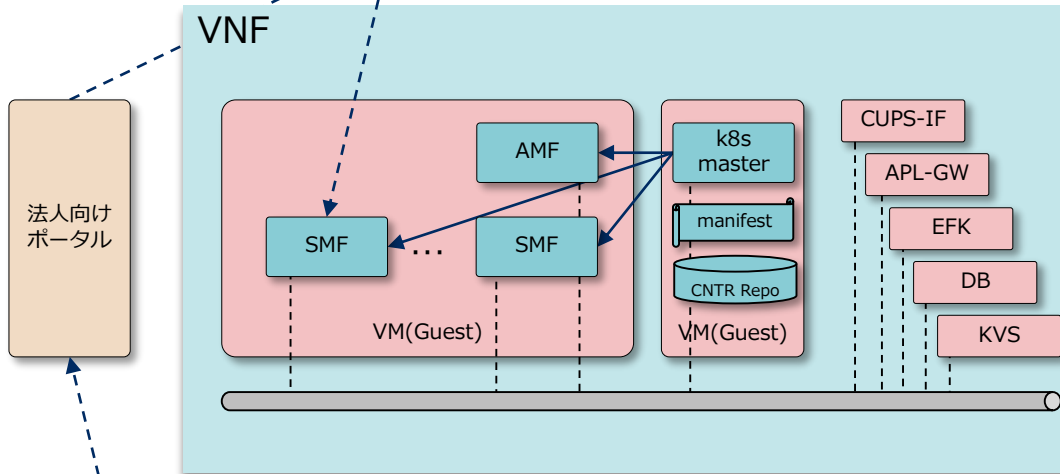 VNF
法人向け
ポータル
AMF
SMF
...
SMF
VM(Guest)
k8s
master
manifest
CNTR Repo
VM(Guest)
CUPS-IF
APL-GW
EFK
DB
KVS